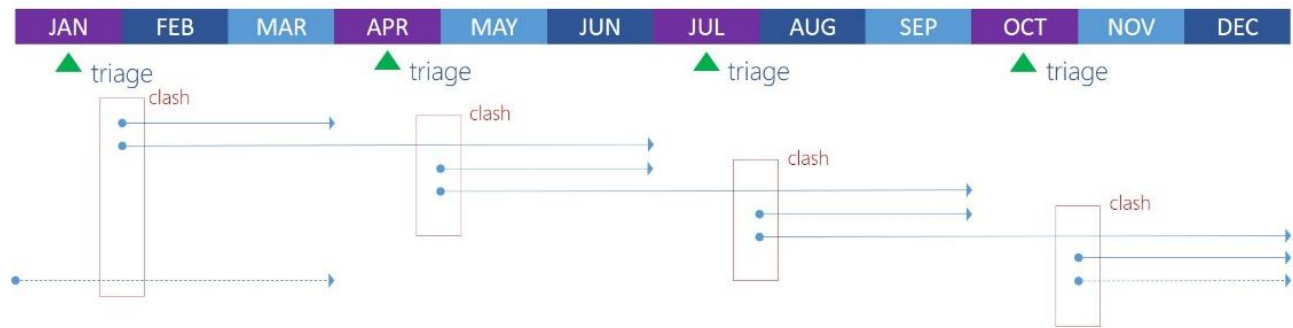 JAN FEB MAR APR MAY JUN JUL AUG SEP OCT NOV DEC
triage triage triage triage
clash
clash
clash
clash